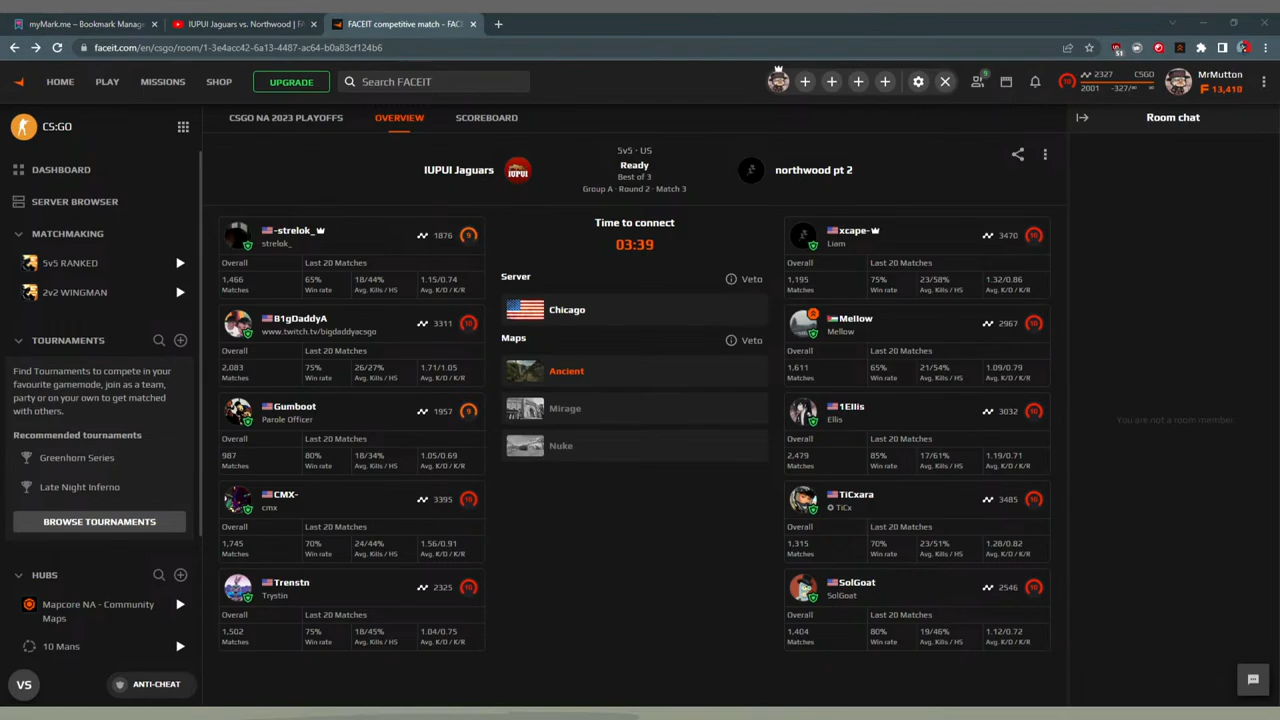 myMark.me – Bookmark Manage
IUPUI Jaguars vs. Northwood | FA
FACEIT competitive match - FACE
faceit.com/en/csgo/room/1-3e4acc42-6a13-4487-ac64-b0a83cf124b6
51
HOME
PLAY
MISSIONS
SHOP
UPGRADE
Search FACEIT
9
10
2327
CSGO
2001
-327/∞
MrMutton
13,410
CS:GO
DASHBOARD
SERVER BROWSER
MATCHMAKING
5v5 RANKED
2v2 WINGMAN
TOURNAMENTS
Find Tournaments to compete in your
favourite gamemode, join as a team,
party or on your own to get matched
with others.
Recommended tournaments
Greenhorn Series
Late Night Inferno
BROWSE TOURNAMENTS
HUBS
Mapcore NA - Community
Maps
10 Mans
VS
ANTI-CHEAT
CSGO NA 2023 PLAYOFFS
OVERVIEW
SCOREBOARD
IUPUI Jaguars
IUPUI
5v5 - US
Ready
Best of 3
Group A · Round 2 · Match 3
northwood pt 2
-strelok_
strelok_
1876
9
Overall
Last 20 Matches
1,466
65%
18/44%
1.15/0.74
Matches
Win rate
Avg. Kills / HS
Avg. K/D / K/R
B1gDaddyA
www.twitch.tv/bigdaddyacsgo
3311
10
Overall
Last 20 Matches
2,083
75%
26/27%
1.71/1.05
Matches
Win rate
Avg. Kills / HS
Avg. K/D / K/R
Gumboot
Parole Officer
1957
9
Overall
Last 20 Matches
987
80%
18/34%
1.05/0.69
Matches
Win rate
Avg. Kills / HS
Avg. K/D / K/R
CMX-
cmx
3395
10
Overall
Last 20 Matches
1,745
70%
24/44%
1.56/0.91
Matches
Win rate
Avg. Kills / HS
Avg. K/D / K/R
Trenstn
Trystin
2325
10
Overall
Last 20 Matches
1,502
75%
18/45%
1.04/0.75
Matches
Win rate
Avg. Kills / HS
Avg. K/D / K/R
Time to connect
03:39
Server
Veto
Chicago
Maps
Veto
Ancient
Mirage
Nuke
xcape-
Liam
3470
10
Overall
Last 20 Matches
1,195
75%
23/58%
1.32/0.86
Matches
Win rate
Avg. Kills / HS
Avg. K/D / K/R
Mellow
Mellow
2967
10
Overall
Last 20 Matches
1,611
65%
21/54%
1.09/0.79
Matches
Win rate
Avg. Kills / HS
Avg. K/D / K/R
1Ellis
Ellis
3032
10
Overall
Last 20 Matches
2,479
85%
17/61%
1.19/0.71
Matches
Win rate
Avg. Kills / HS
Avg. K/D / K/R
TiCxara
TiCx
3485
10
Overall
Last 20 Matches
1,315
70%
23/51%
1.28/0.82
Matches
Win rate
Avg. Kills / HS
Avg. K/D / K/R
SolGoat
SolGoat
2546
10
Overall
Last 20 Matches
1,404
80%
19/46%
1.12/0.72
Matches
Win rate
Avg. Kills / HS
Avg. K/D / K/R
Room chat
You are not a room member.